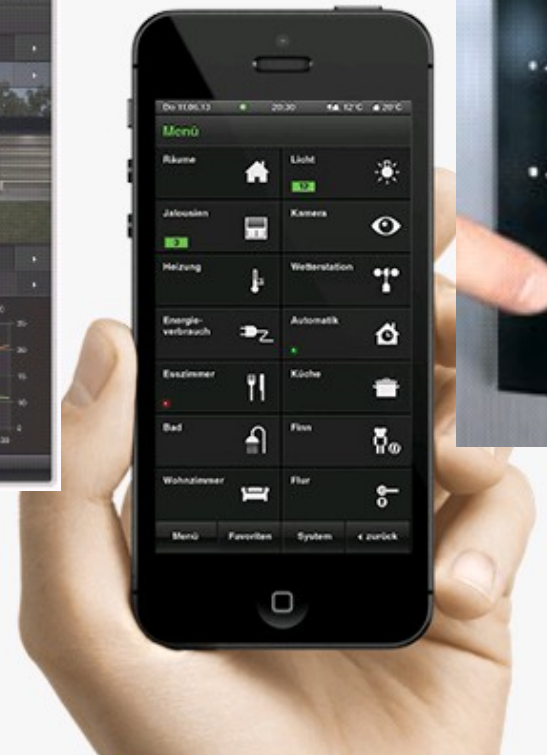 Do 11.06.13 20:30 12°C 20°C
Menü
Räume
Licht
12
Jalousien
3
Kamera
Heizung
Wetterstation
Energie-
verbrauch
Automatik
Esszimmer
Küche
Bad
Finn
Wohnzimmer
Flur
Menü Favoriten System zurück